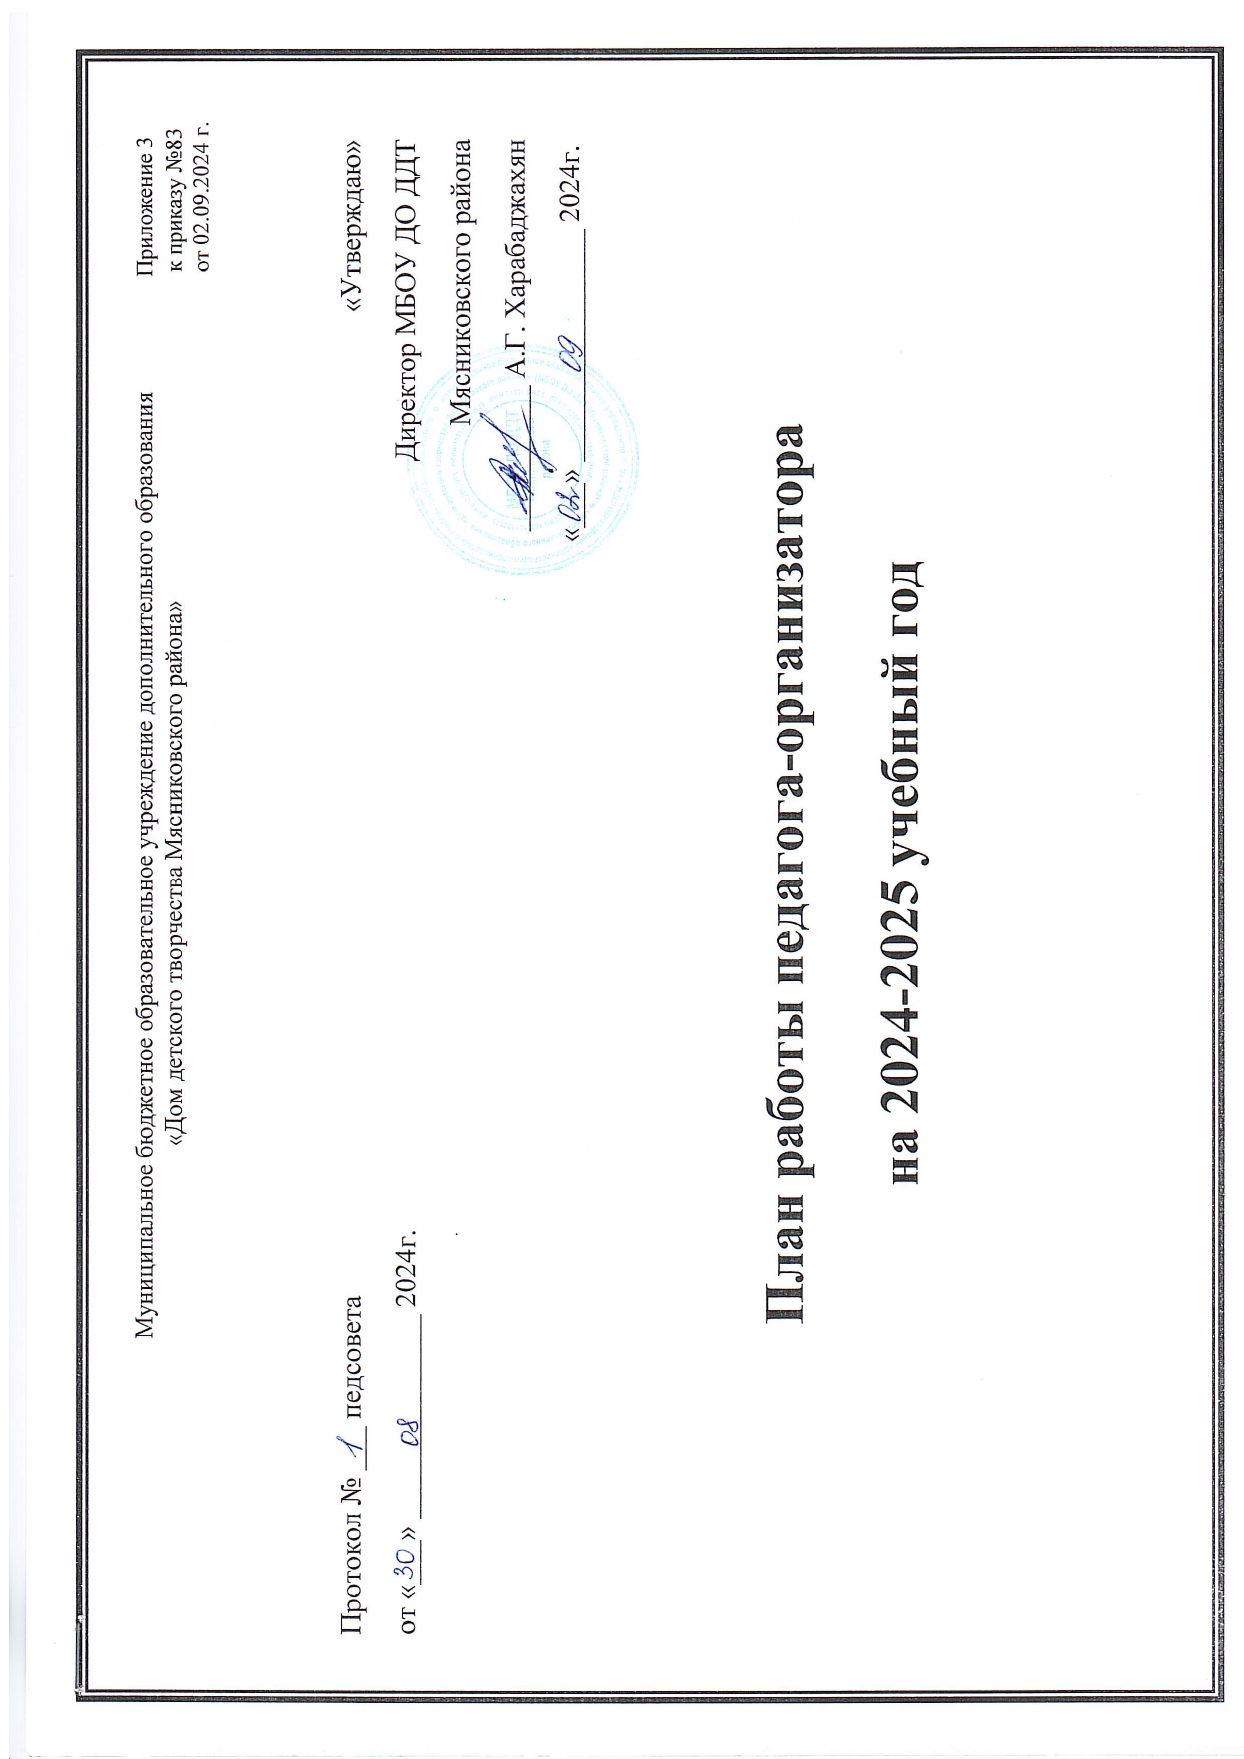 Приложение 3
к приказу №83
от 02.09.2024 г.
Муниципальное бюджетное образовательное учреждение дополнительного образования
«Дом детского творчества Мясниковского района»
Протокол № 1 педсовета
от «30» 08 2024г.
«Утверждаю»
Директор МБОУ ДО ДДТ
Мясниковского района
А.Г. Харабаджахян
«02» 09 2024г.
План работы педагога-организатора
на 2024-2025 учебный год